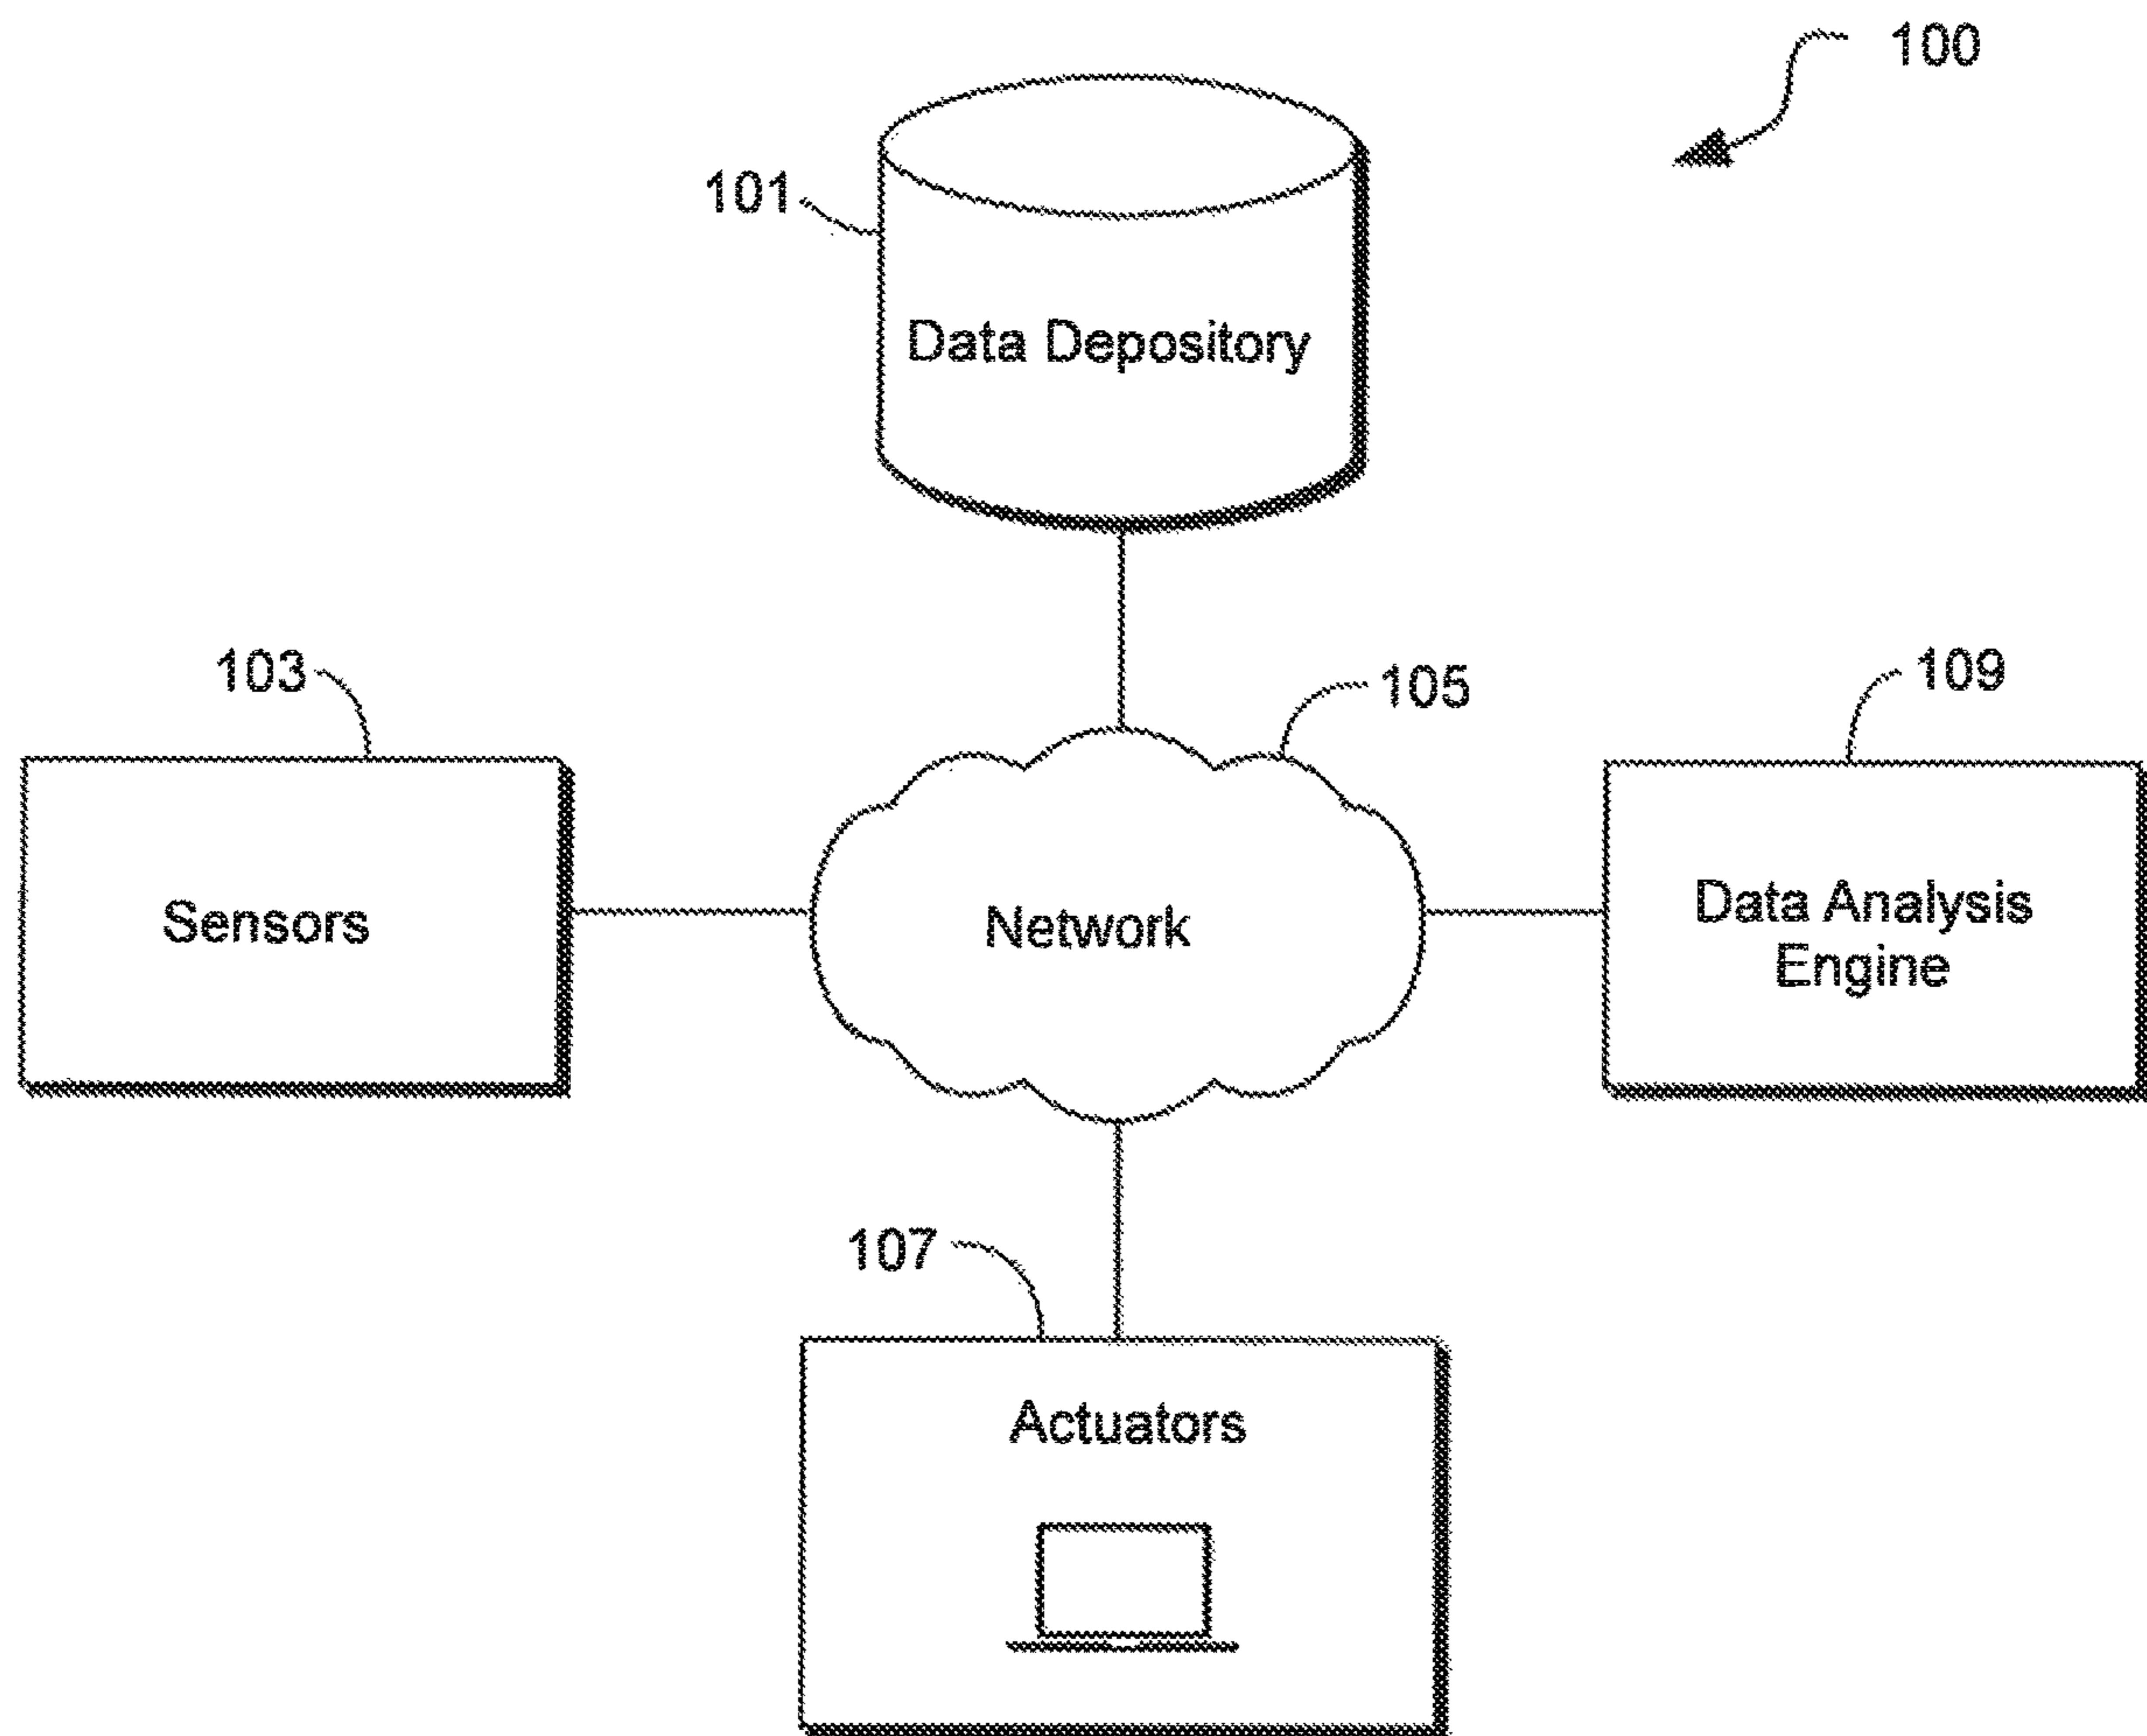 100
101
Data Depository
103
105
109
Sensors
Network
Data Analysis
Engine
107
Actuators